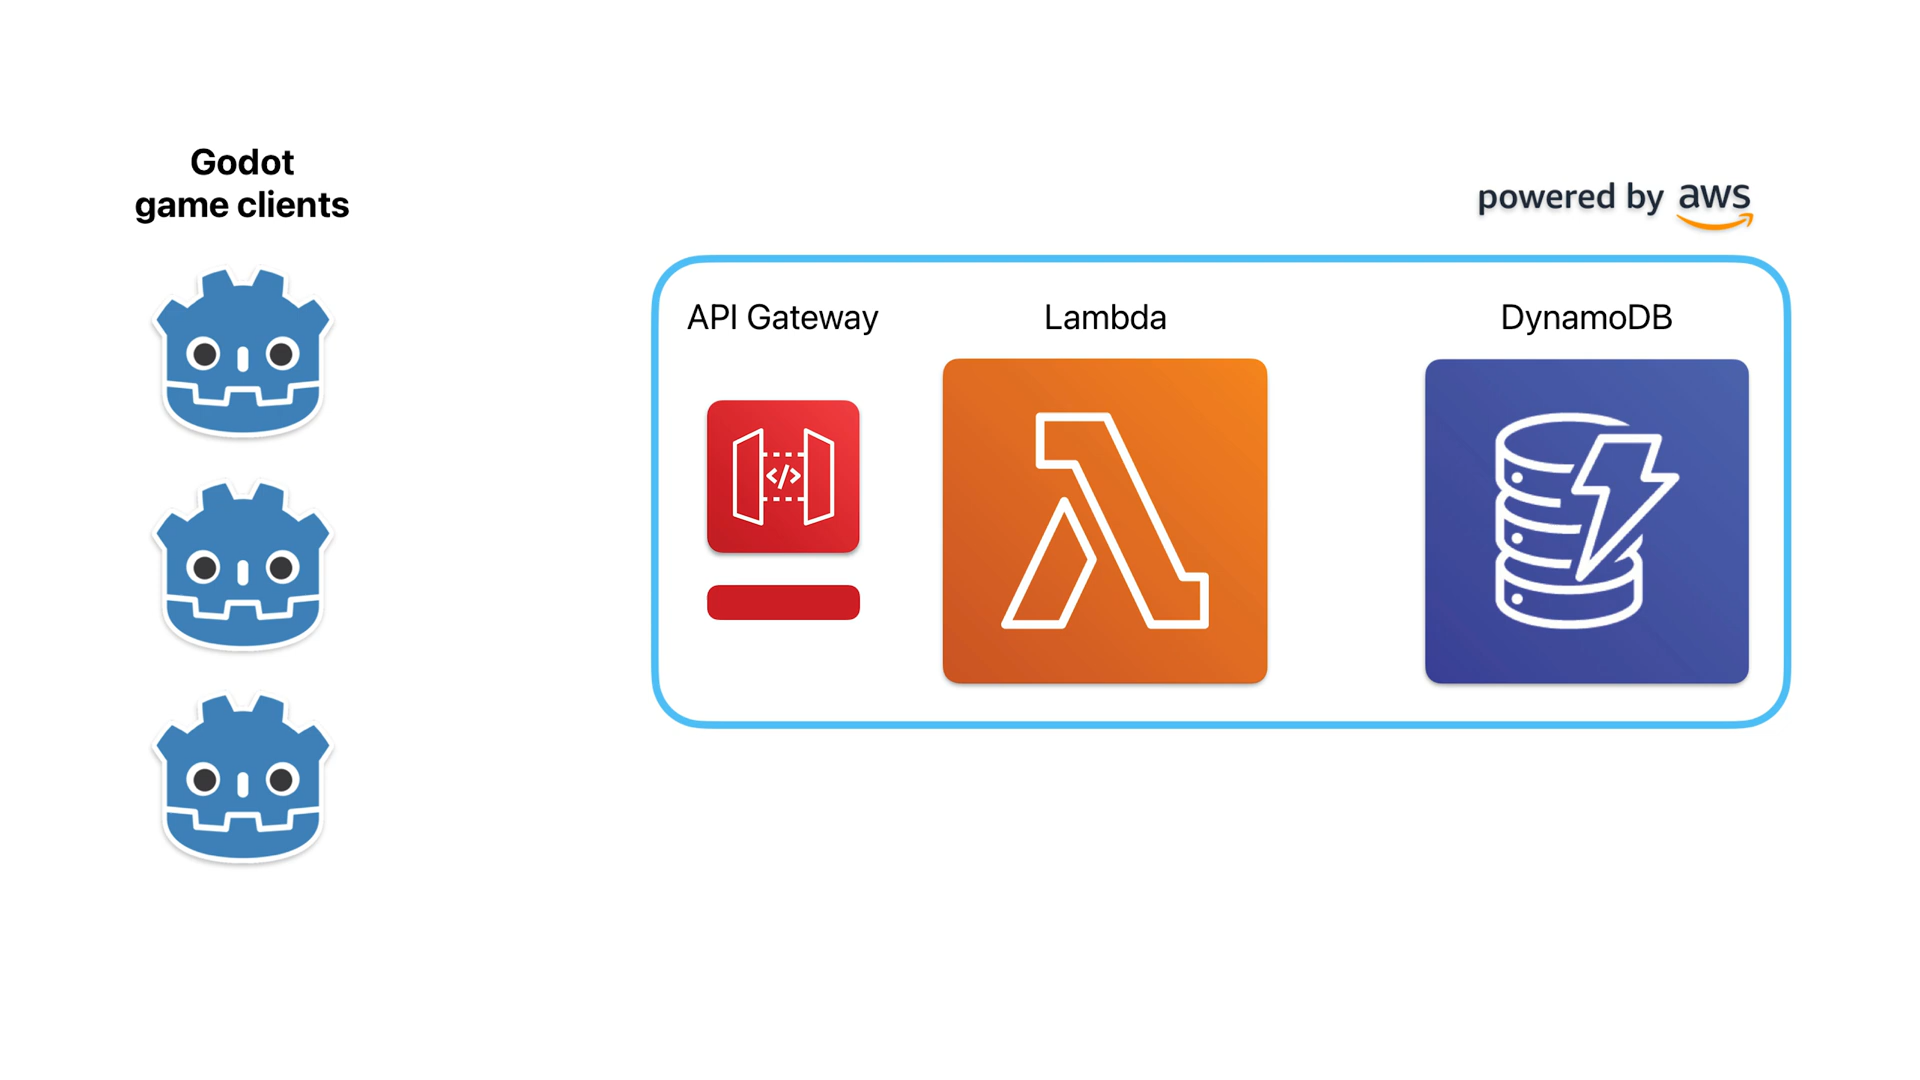 Godot
game clients
powered by aws
API Gateway
Lambda
DynamoDB
</>